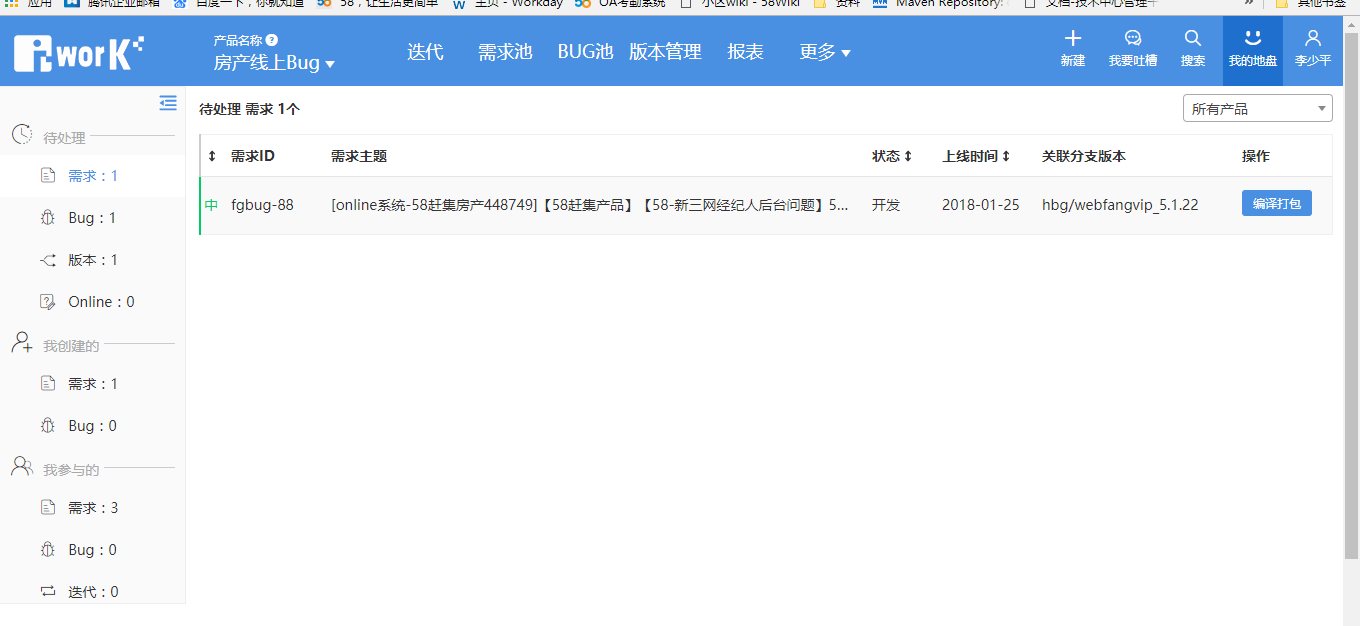 应用 腾讯企业邮箱 百度一下，你就知道 58，让生活更简单 主页 - Workday OA考勤系统 小区wiki - 58Wiki 资料 Maven Repository: 文档-技术中心管理平 » 其他书签
iworK
产品名称 ?
房产线上Bug
迭代 需求池 BUG池 版本管理 报表 更多
新建 我要吐槽 搜索 我的地盘 李少平
待处理 需求 1个
所有产品
待处理
需求：1
Bug：1
版本：1
Online：0
我创建的
需求：1
Bug：0
我参与的
需求：3
Bug：0
迭代：0
需求ID 需求主题 状态 上线时间 关联分支版本 操作
中 fgbug-88 [online系统-58赶集房产448749]【58赶集产品】【58-新三网经纪人后台问题】5... 开发 2018-01-25 hbg/webfangvip_5.1.22 编译打包